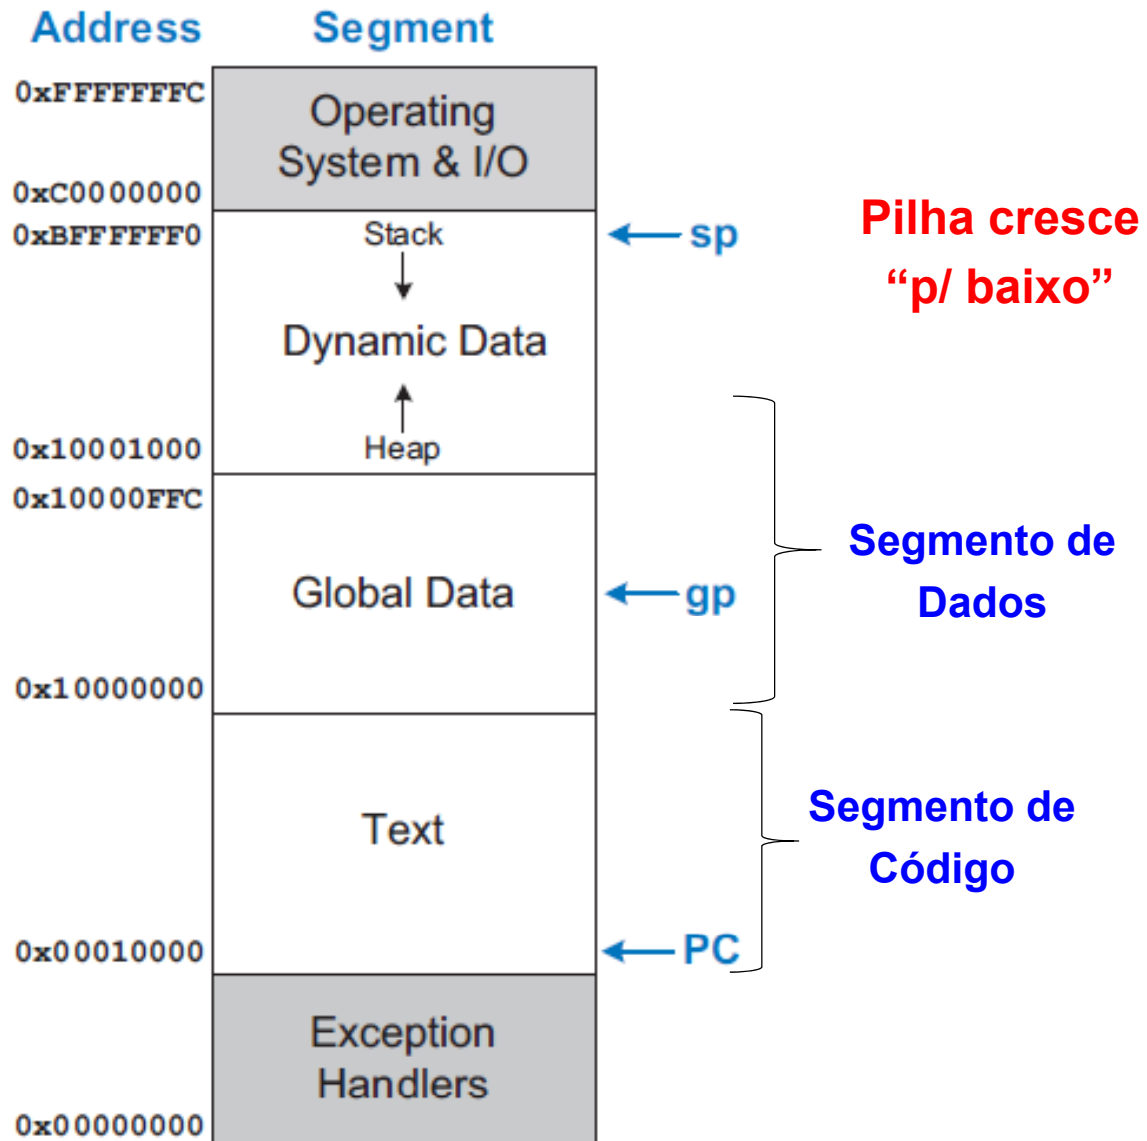 Address Segment
0xFFFFFFFC
Operating
System & I/O
0xC0000000
0xBFFFFFF0 Stack sp
Pilha cresce
“p/ baixo”
Dynamic Data
0x10001000 Heap
0x10000FFC
Segmento de
Dados
Global Data gp
0x10000000
Text
Segmento de
Código
0x00010000 PC
Exception
Handlers
0x00000000